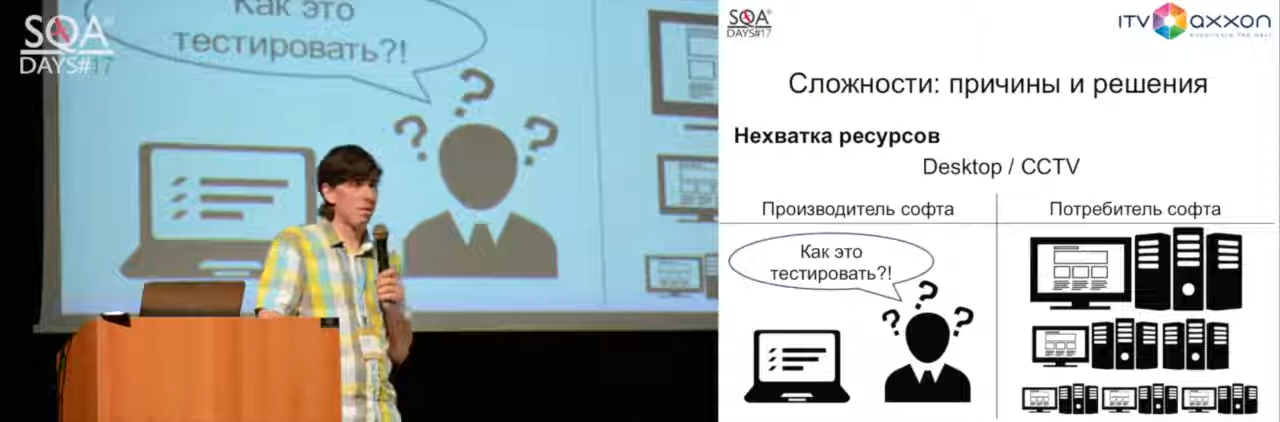 SQA
DAYS#17
Как это
тестировать?!
SQA
DAYS#17
ITV axxon
Сложности: причины и решения
Нехватка ресурсов
Desktop / CCTV
Производитель софта
Потребитель софта
Как это
тестировать?!